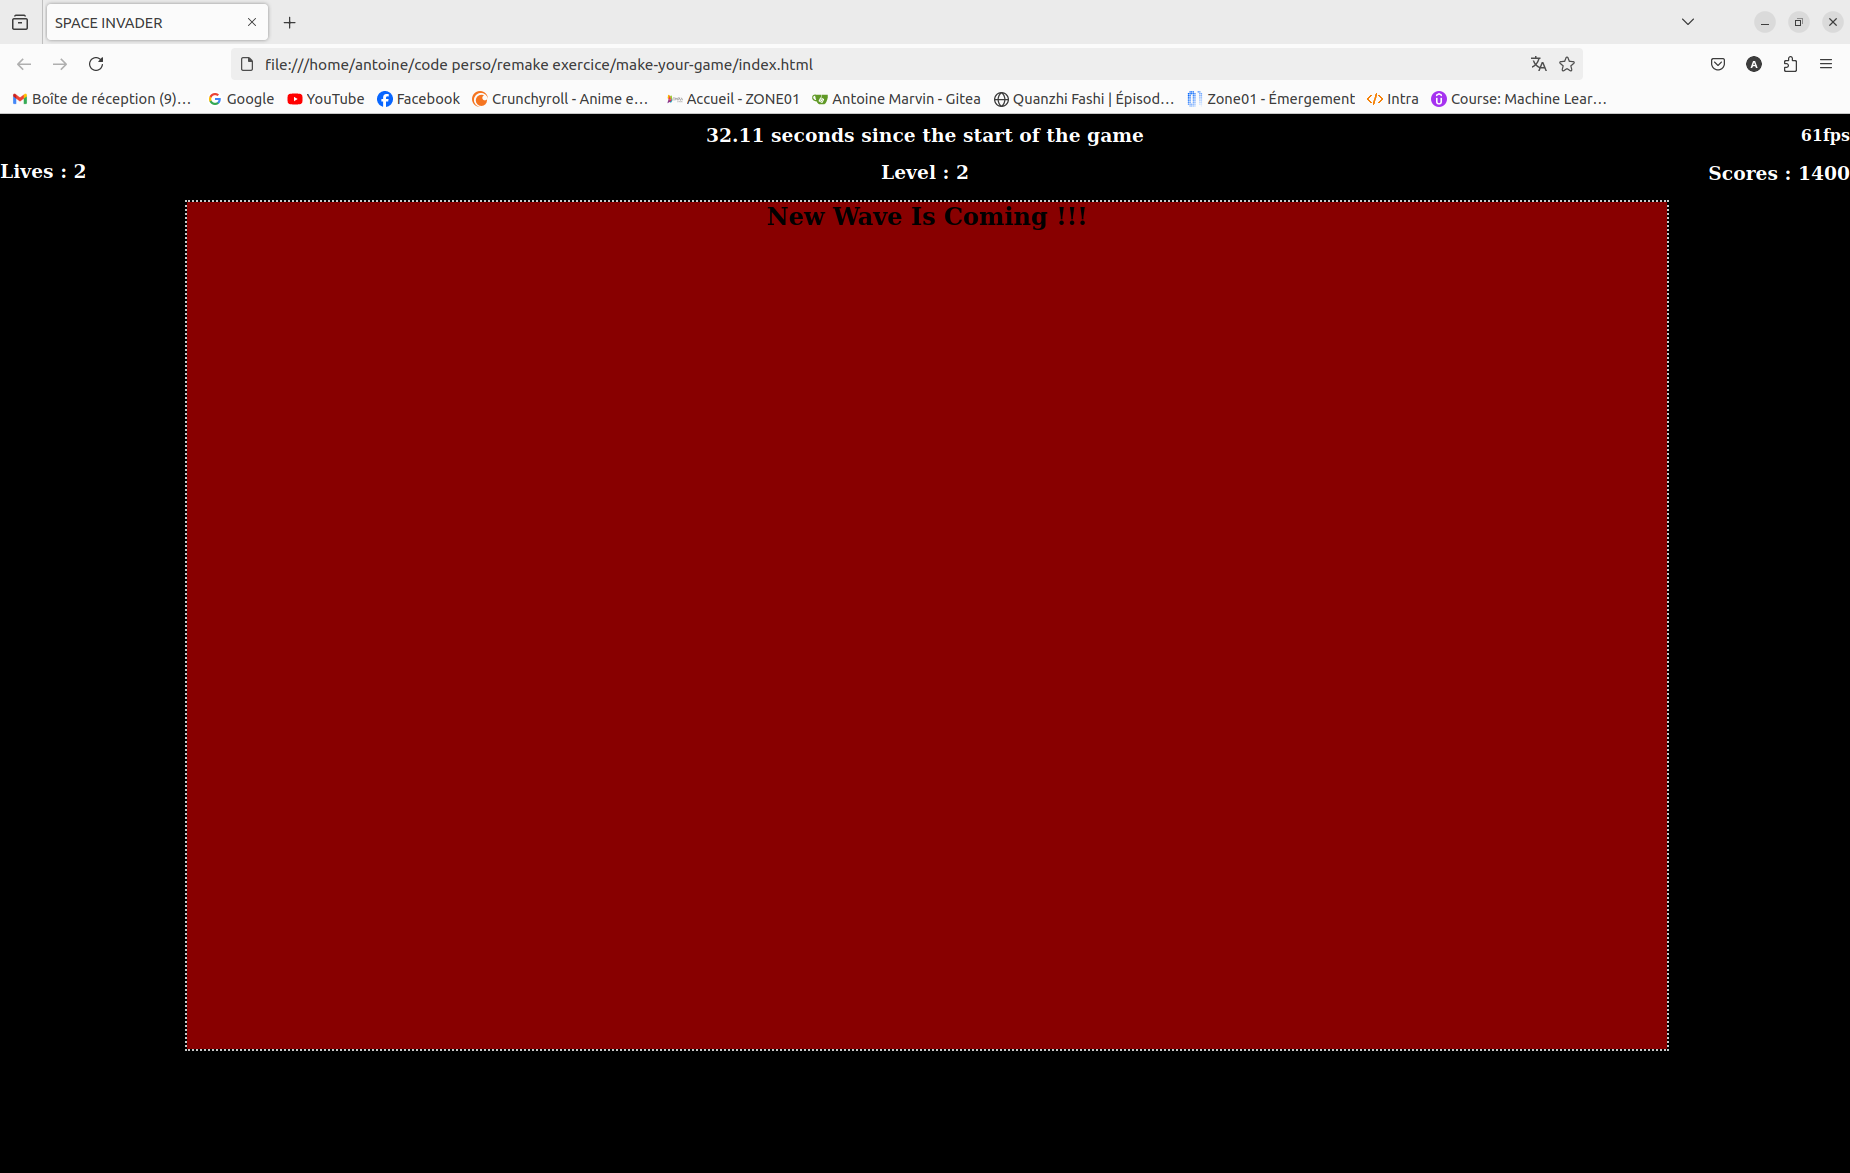 SPACE INVADER
file:///home/antoine/code perso/remake exercice/make-your-game/index.html
A
Boîte de réception (9)… Google YouTube Facebook Crunchyroll - Anime e… Accueil - ZONE01 Antoine Marvin - Gitea Quanzhi Fashi | Épisod… Zone01 - Émergement Intra Course: Machine Lear…
32.11 seconds since the start of the game 61fps
Lives : 2 Level : 2 Scores : 1400
New Wave Is Coming !!!